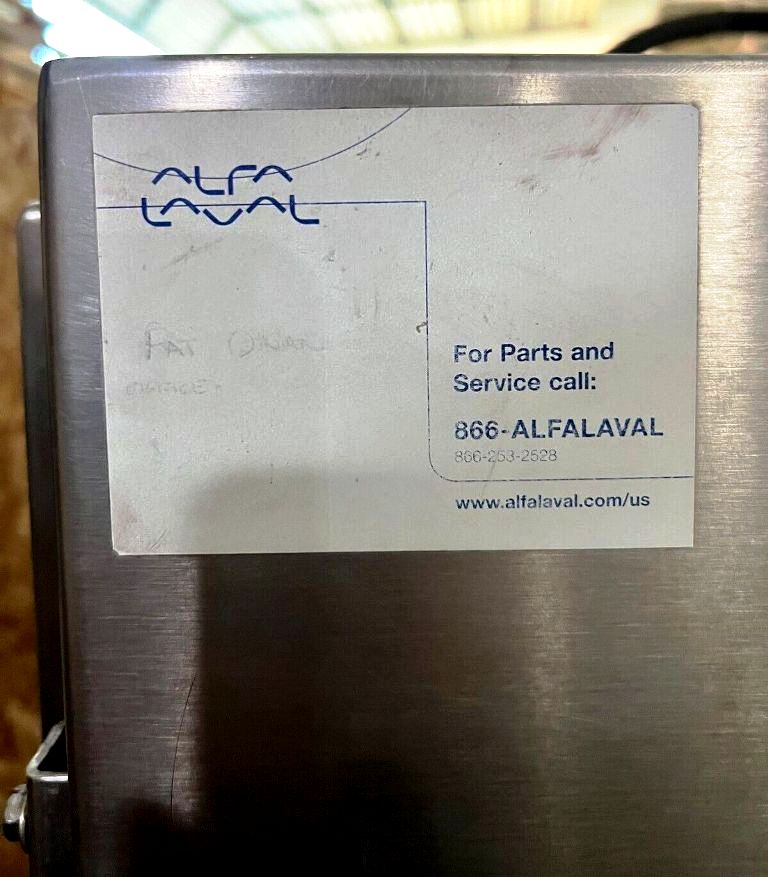 ALFA
LAVAL
For Parts and
Service call:
866-ALFALAVAL
866-253-2528
www.alfalaval.com/us